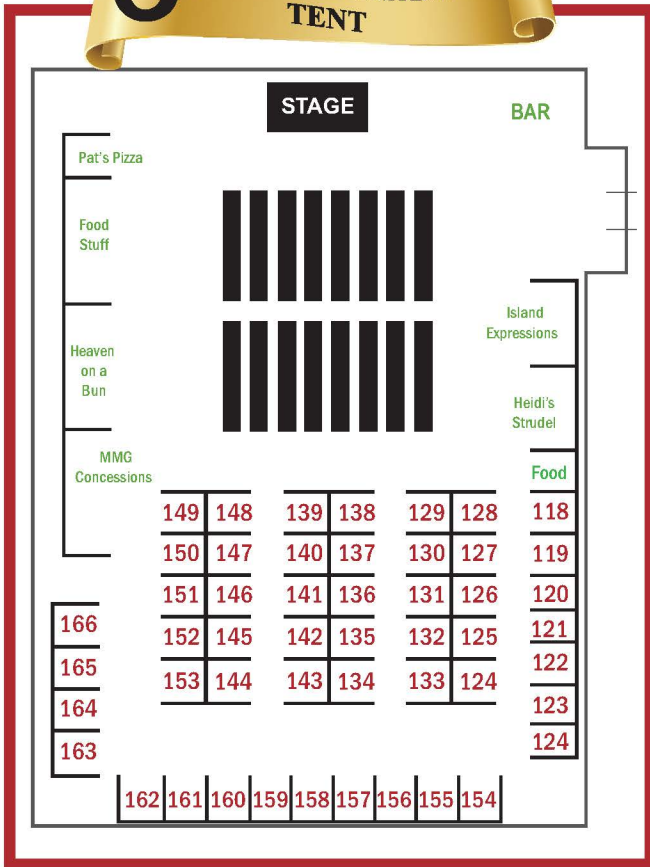 TENT
STAGE
BAR
Pat's Pizza
Food
Stuff
Heaven
on a
Bun
MMG
Concessions
Island
Expressions
Heidi's
Strudel
Food
149 148 139 138 129 128 118
150 147 140 137 130 127 119
151 146 141 136 131 126 120
152 145 142 135 132 125 121
153 144 143 134 133 124 122
123
124
166
165
164
163
162 161 160 159 158 157 156 155 154